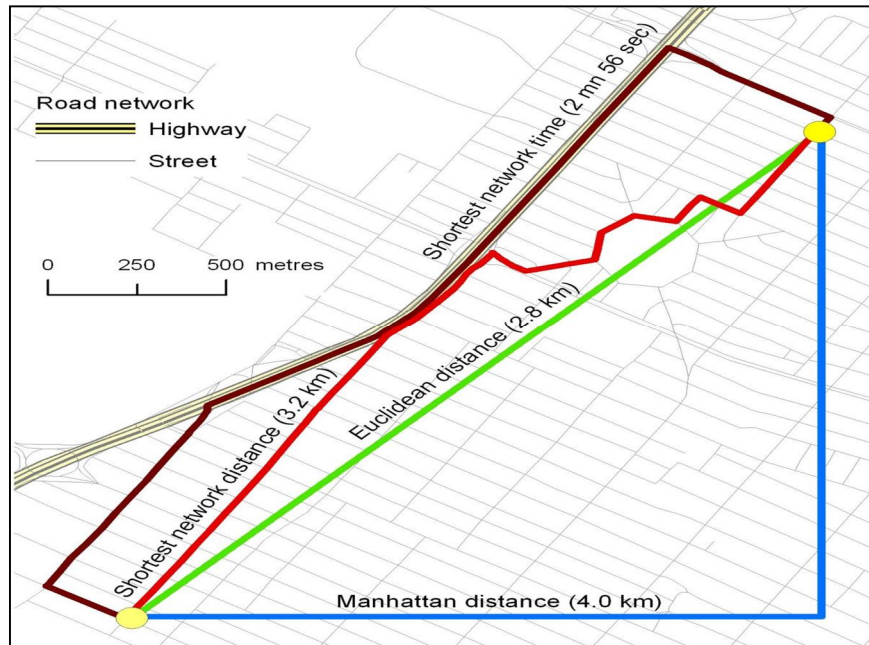 Road network
Highway
Street
0 250 500 metres
Shortest network time (2 mn 56 sec)
Euclidean distance (2.8 km)
Shortest network distance (3.2 km)
Manhattan distance (4.0 km)